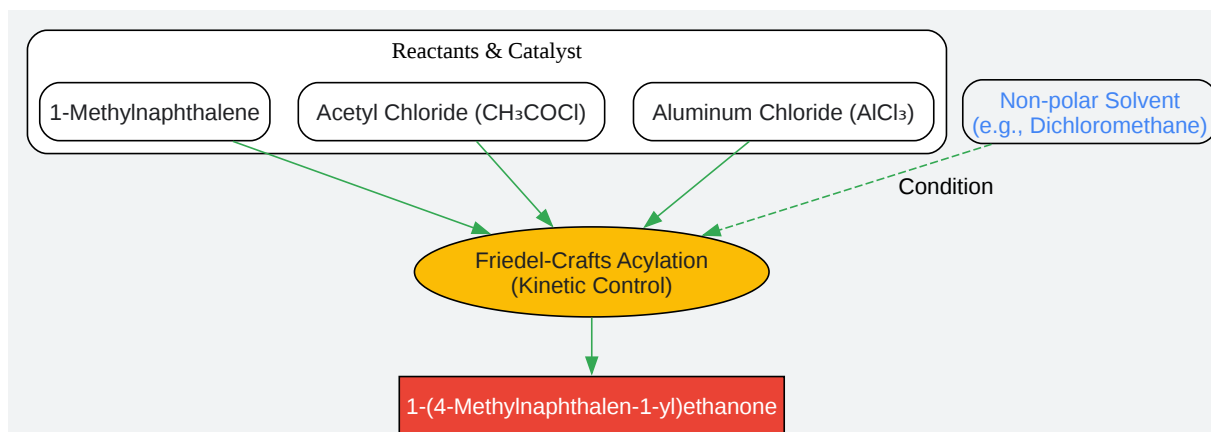 Reactants & Catalyst
1-Methylnaphthalene
Acetyl Chloride (CH₃COCl)
Aluminum Chloride (AlCl₃)
Non-polar Solvent
(e.g., Dichloromethane)
Condition
Friedel-Crafts Acylation
(Kinetic Control)
1-(4-Methylnaphthalen-1-yl)ethanone